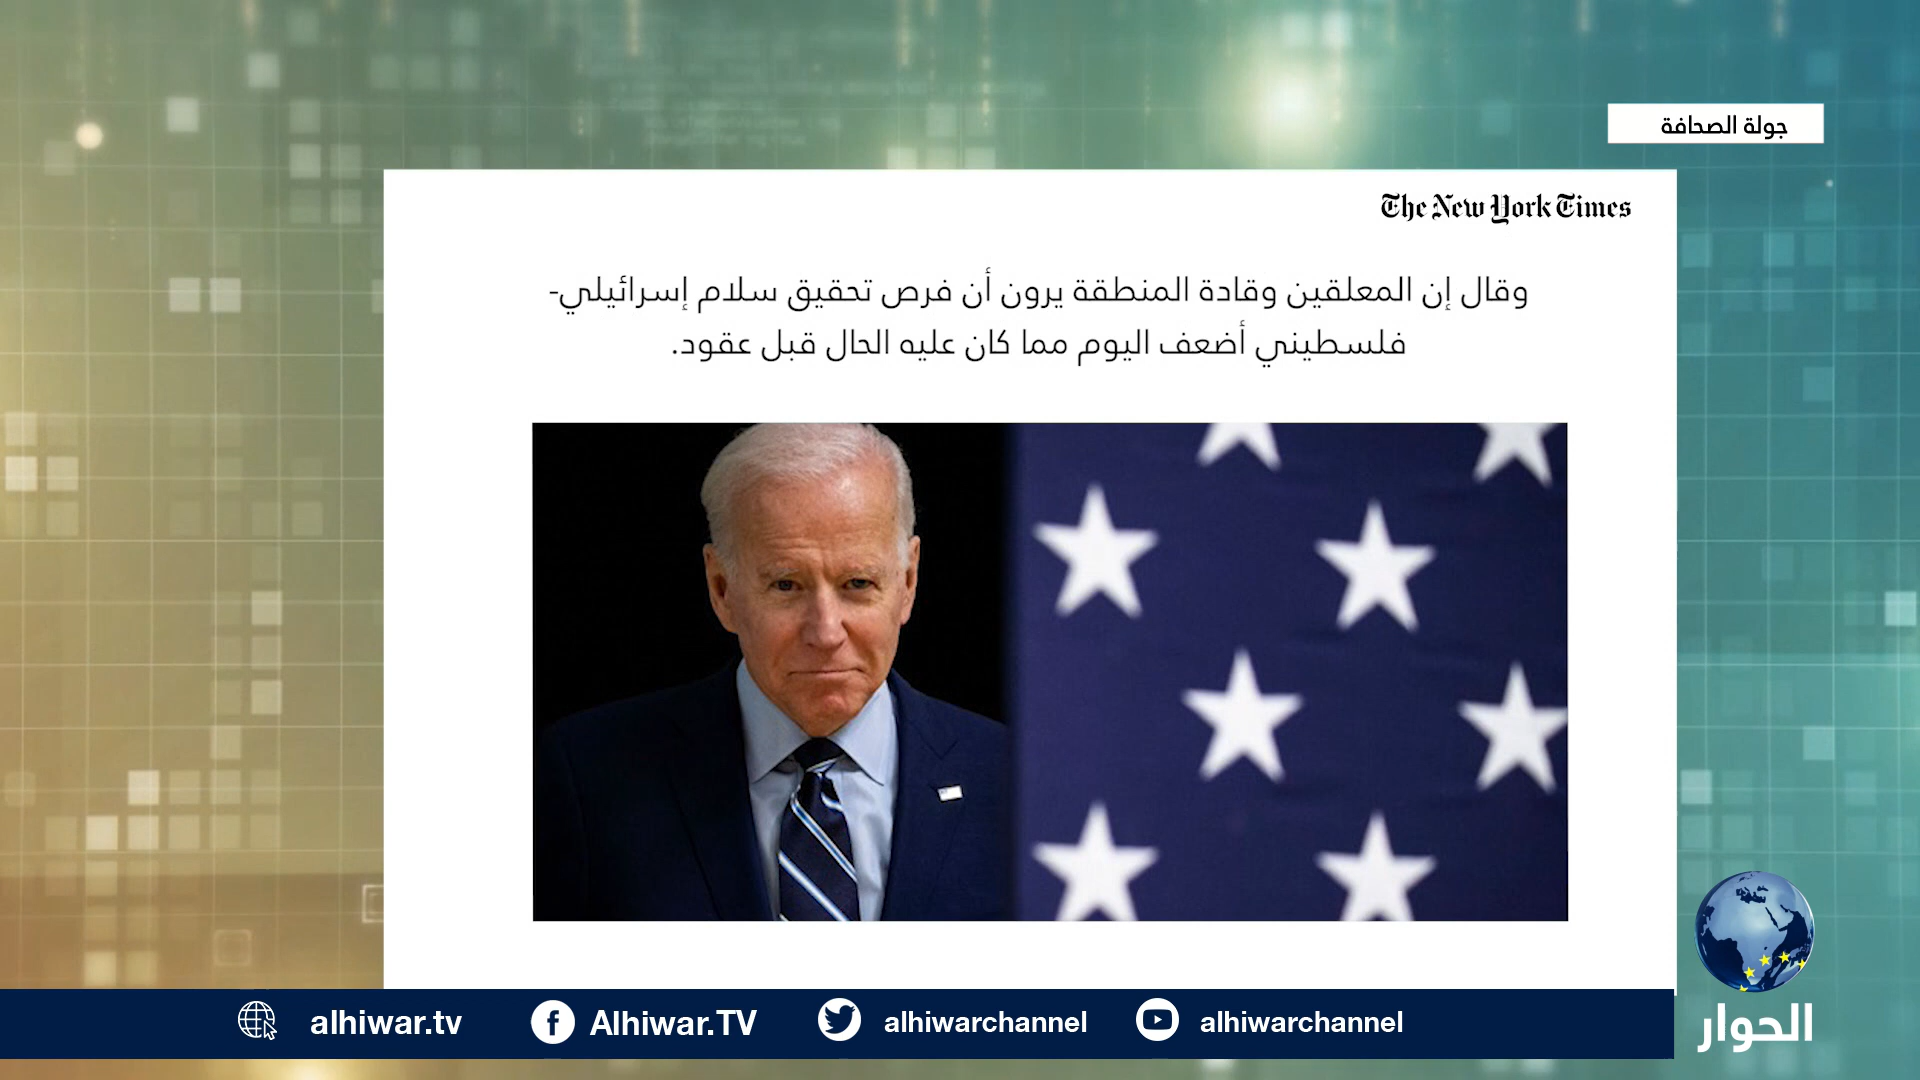 جولة الصحافة
The New York Times
وقال إن المعلقين وقادة المنطقة يرون أن فرص تحقيق سلام إسرائيلي-
فلسطيني أضعف اليوم مما كان عليه الحال قبل عقود.
alhiwar.tv Alhiwar.TV alhiwarchannel alhiwarchannel
الحوار